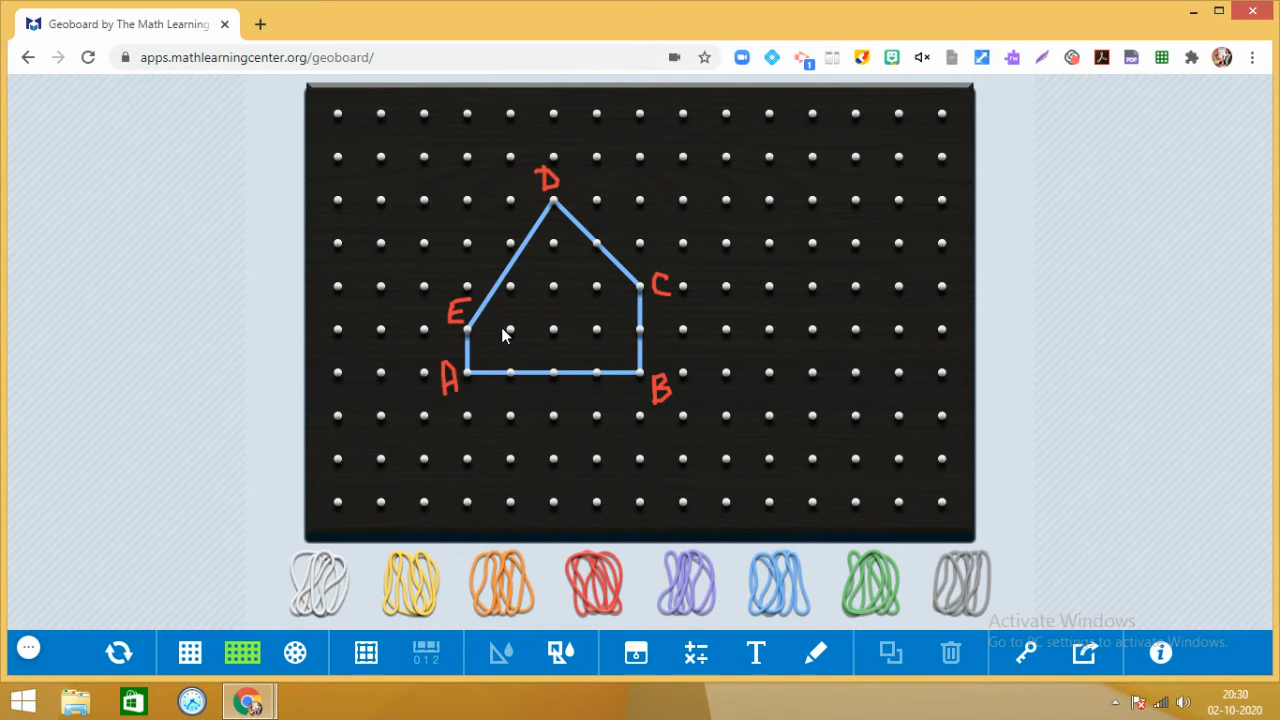 Geoboard by The Math Learning
apps.mathlearningcenter.org/geoboard/
1
D
C
E
A
B
Activate Windows
Go to PC settings to activate Windows.
0 1 2
T
20:30
02-10-2020